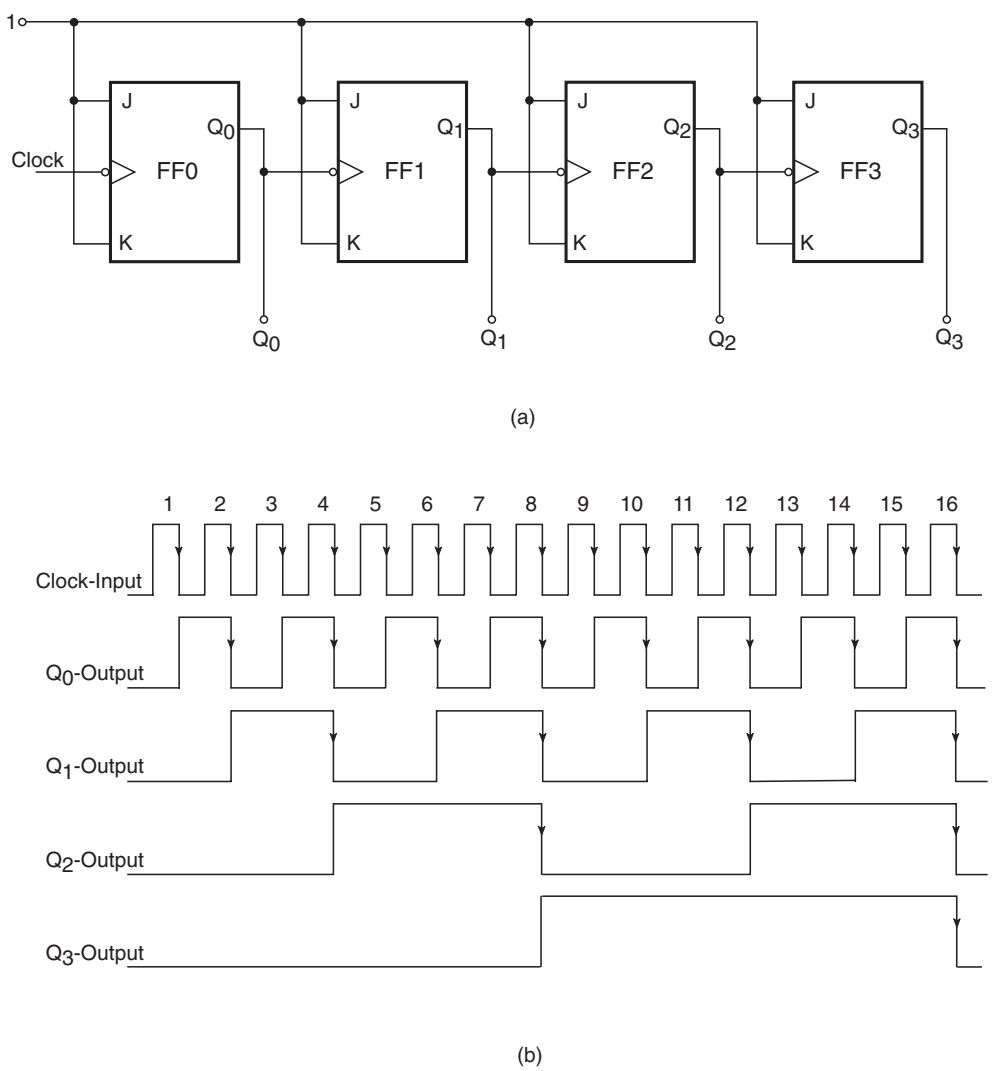 1
J J J J
Q0 Q1 Q2 Q3
Clock FF0 FF1 FF2 FF3
K K K K
Q0 Q1 Q2 Q3
(a)
1 2 3 4 5 6 7 8 9 10 11 12 13 14 15 16
Clock-Input
Q0-Output
Q1-Output
Q2-Output
Q3-Output
(b)